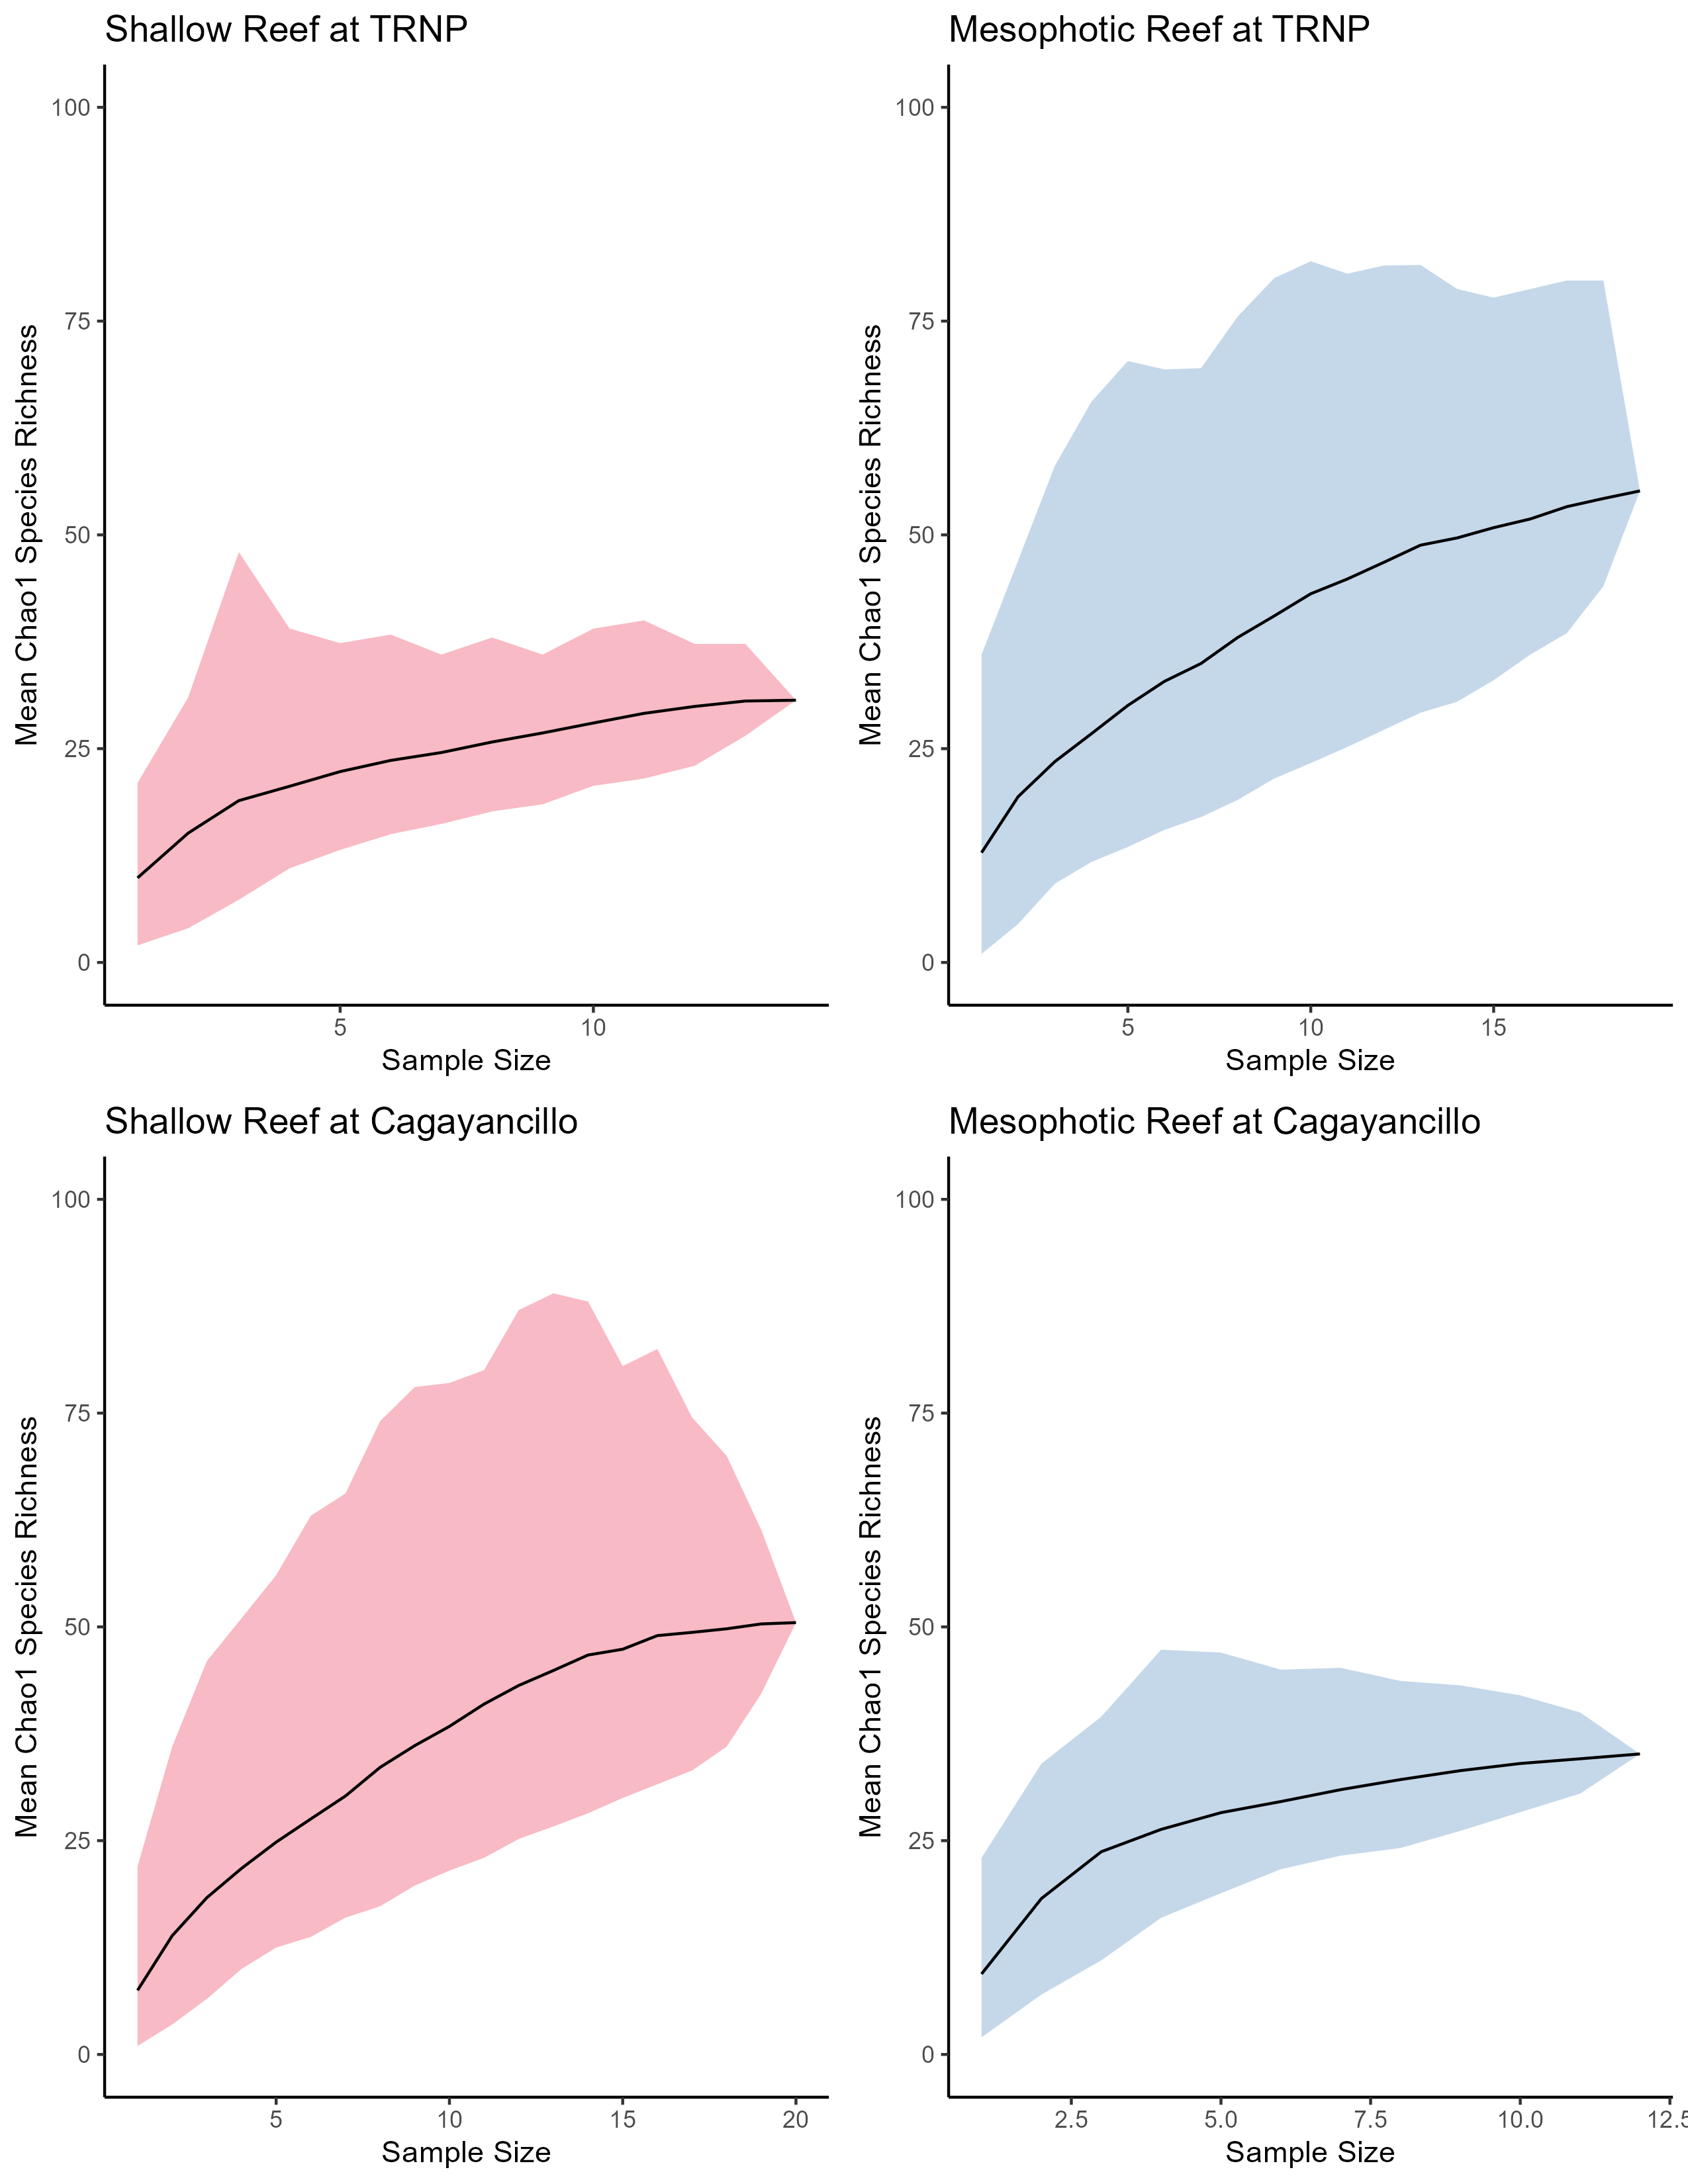 Shallow Reef at TRNP
Mean Chao1 Species Richness
100
75
50
25
0
5 10
Sample Size
Mesophotic Reef at TRNP
Mean Chao1 Species Richness
100
75
50
25
0
5 10 15
Sample Size
Shallow Reef at Cagayancillo
Mean Chao1 Species Richness
100
75
50
25
0
5 10 15 20
Sample Size
Mesophotic Reef at Cagayancillo
Mean Chao1 Species Richness
100
75
50
25
0
2.5 5.0 7.5 10.0 12.5
Sample Size